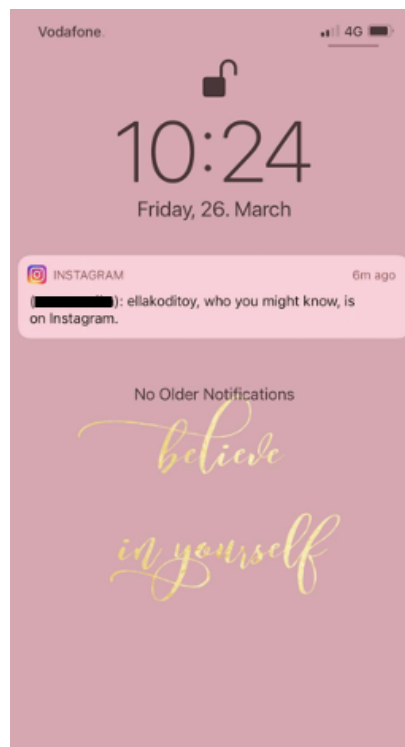 Vodafone
4G
10:24
Friday, 26. March
INSTAGRAM
6m ago
): ellakoditoy, who you might know, is
on Instagram.
No Older Notifications
believe
in yourself